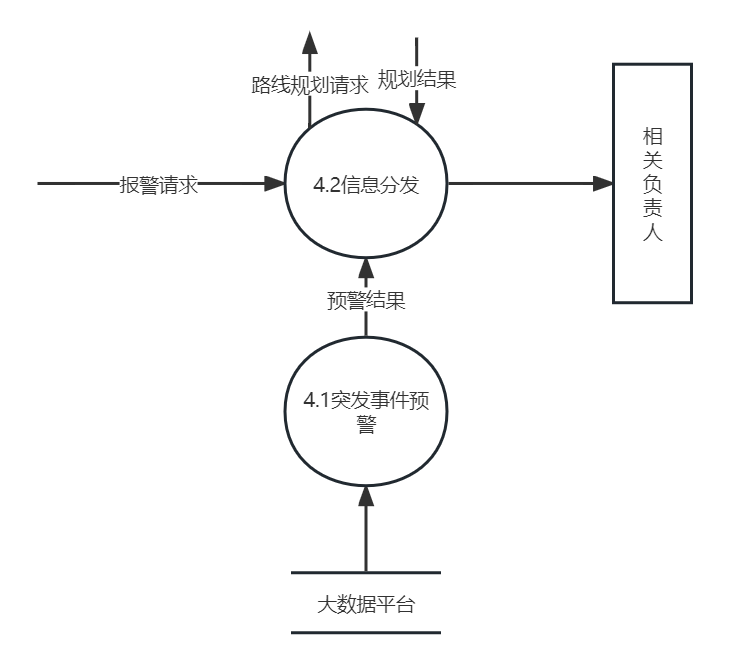 路线规划请求
规划结果
报警请求
4.2信息分发
相
关
负
责
人
预警结果
4.1突发事件预
警
大数据平台